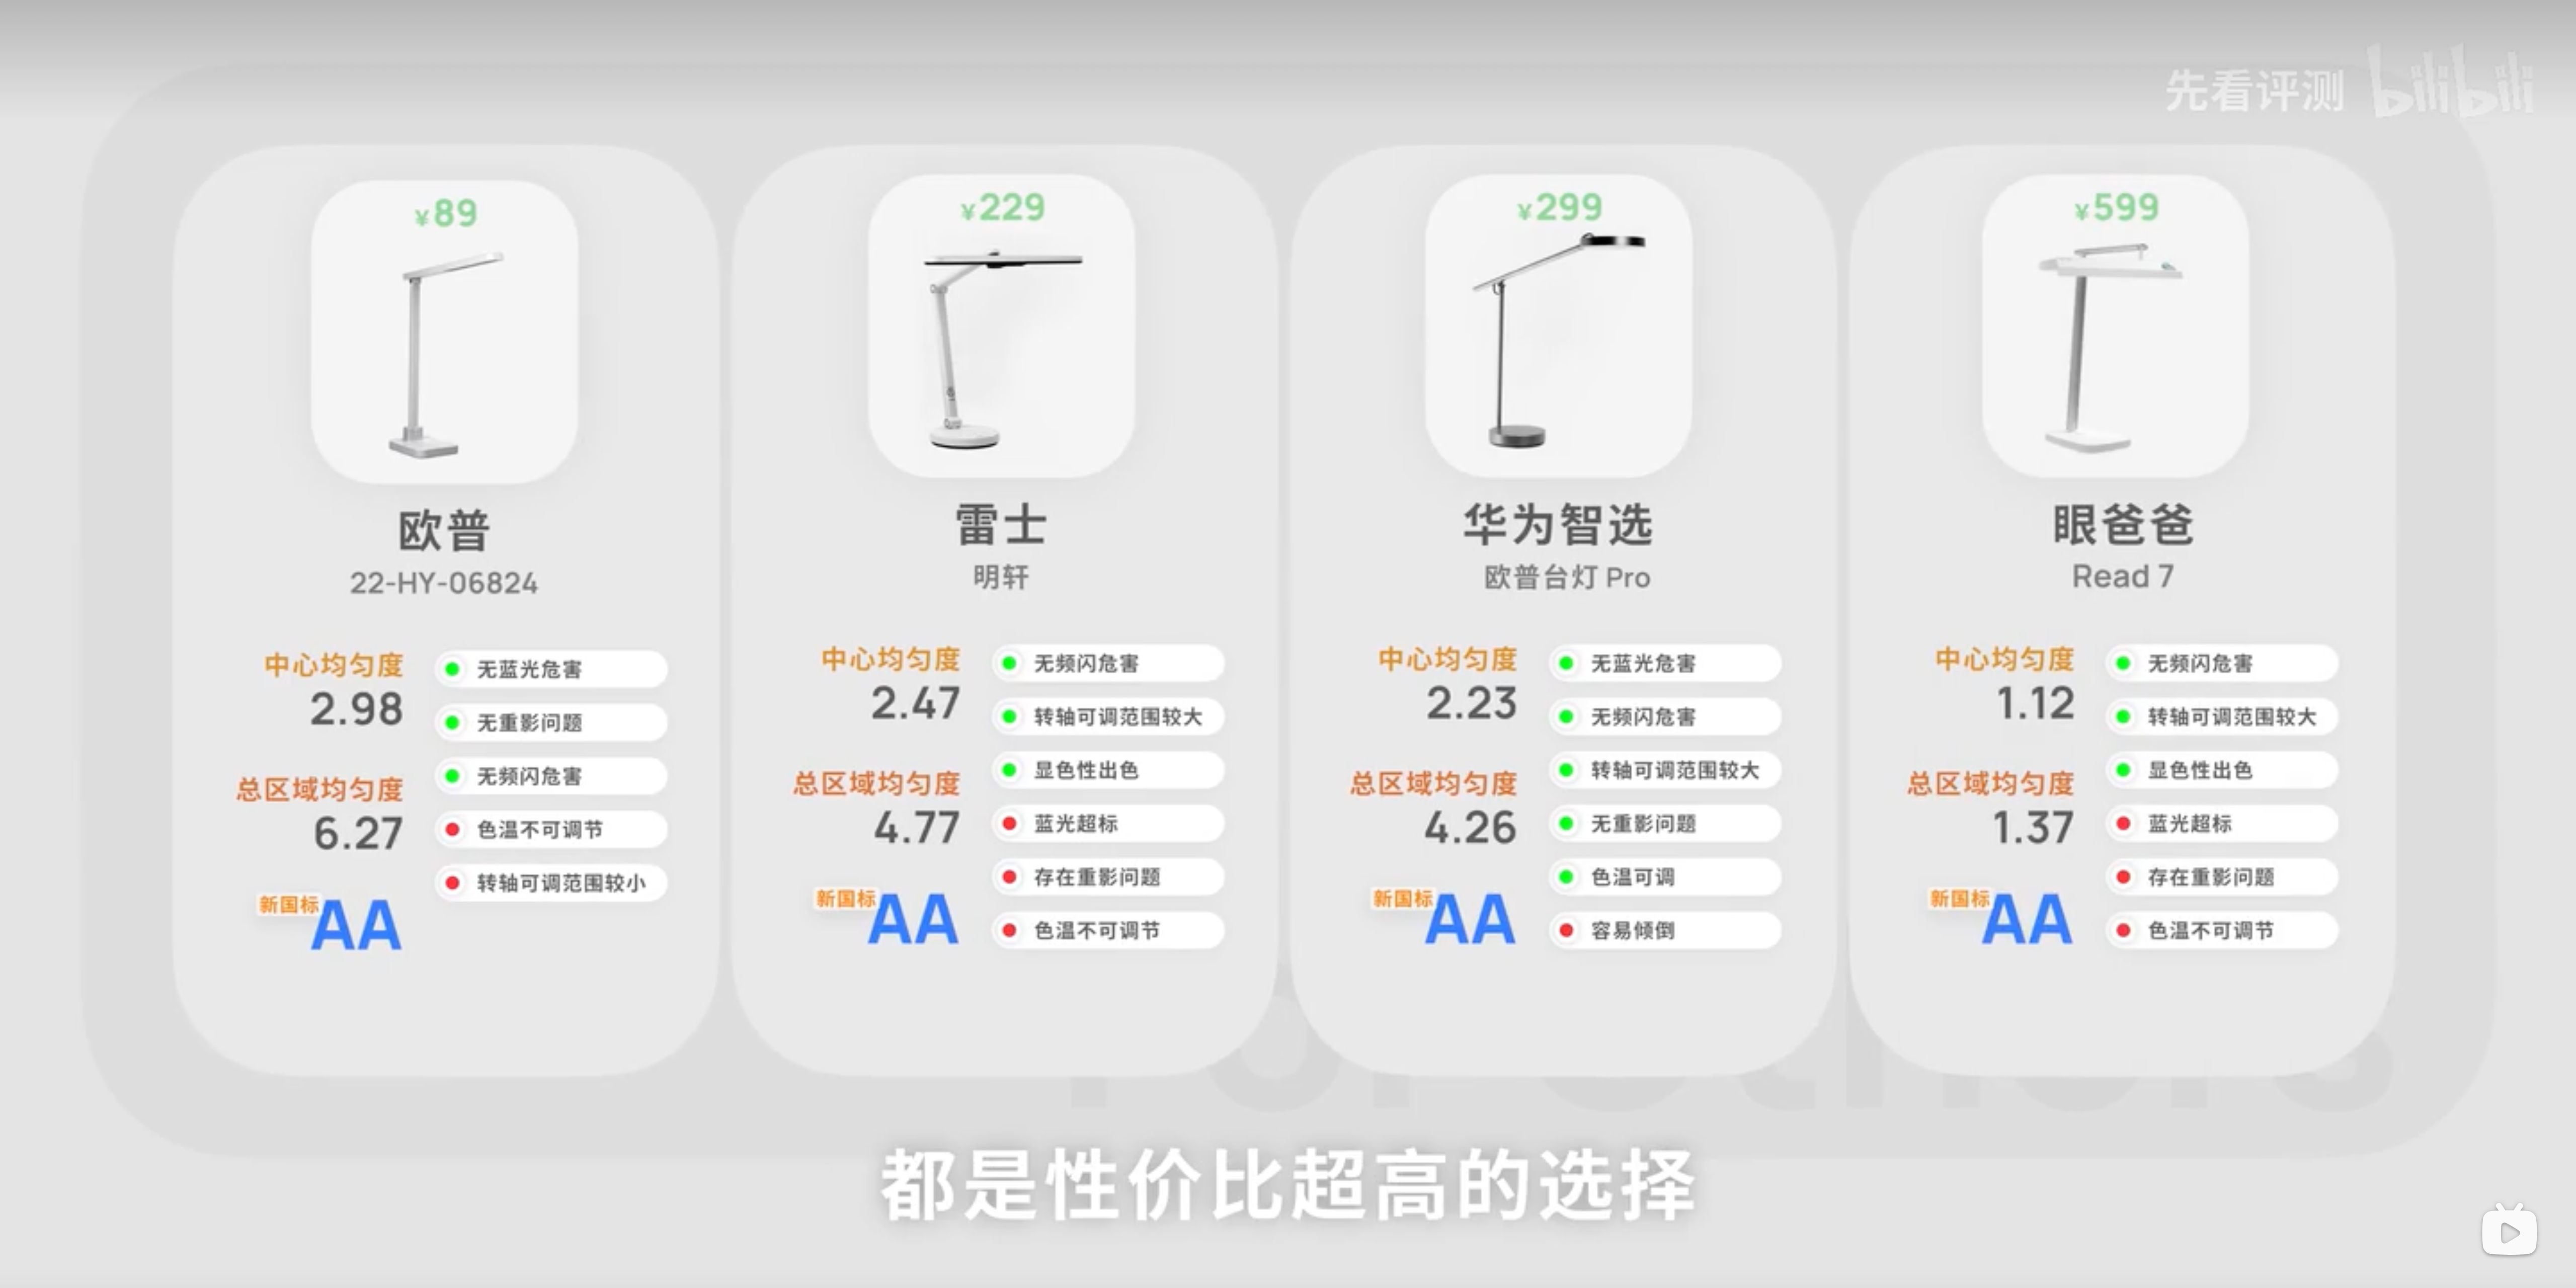 先看评测 bilibili
¥89
欧普
22-HY-06824
中心均匀度
2.98
总区域均匀度
6.27
新国标 AA
无蓝光危害
无重影问题
无频闪危害
色温不可调节
转轴可调范围较小
¥229
雷士
明轩
中心均匀度
2.47
总区域均匀度
4.77
新国标 AA
无频闪危害
转轴可调范围较大
显色性出色
蓝光超标
存在重影问题
色温不可调节
¥299
华为智选
欧普台灯 Pro
中心均匀度
2.23
总区域均匀度
4.26
新国标 AA
无蓝光危害
无频闪危害
转轴可调范围较大
无重影问题
色温可调
容易倾倒
¥599
眼爸爸
Read 7
中心均匀度
1.12
总区域均匀度
1.37
新国标 AA
无频闪危害
转轴可调范围较大
显色性出色
蓝光超标
存在重影问题
色温不可调节
都是性价比超高的选择